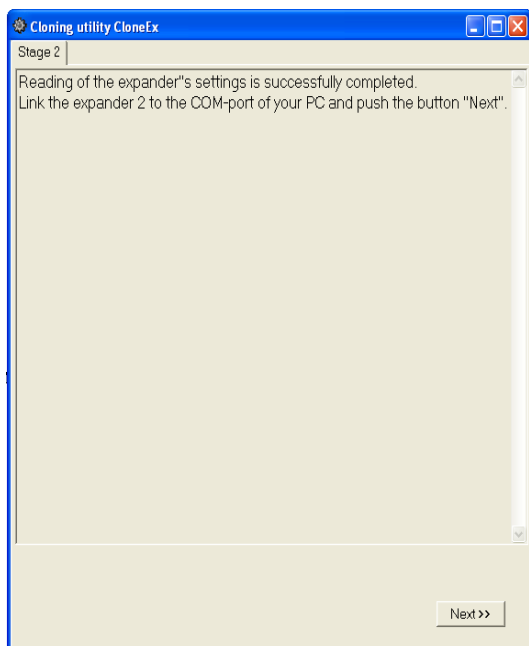 Cloning utility CloneEx
Stage 2
Reading of the expander"s settings is successfully completed.
Link the expander 2 to the COM-port of your PC and push the button "Next".
Next >>